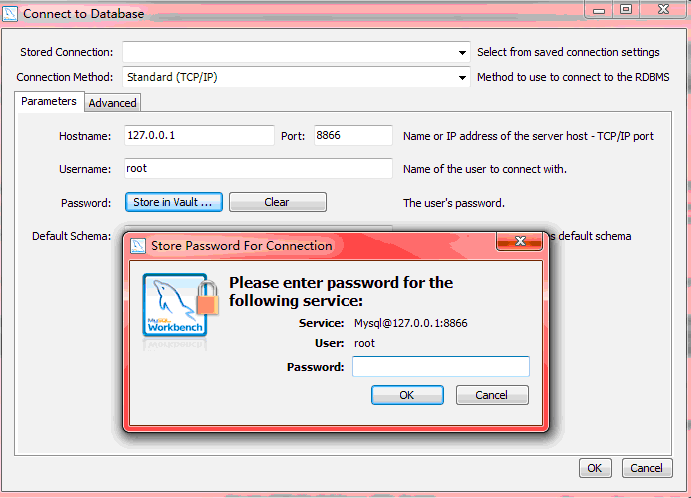 Connect to Database
Stored Connection: Select from saved connection settings
Connection Method: Standard (TCP/IP) Method to use to connect to the RDBMS
Parameters Advanced
Hostname: 127.0.0.1 Port: 8866 Name or IP address of the server host - TCP/IP port
Username: root Name of the user to connect with.
Password: Store in Vault ... Clear The user's password.
Default Schema: s default schema
Store Password For Connection
Please enter password for the
following service:
Service: Mysql@127.0.0.1:8866
User: root
Password:
MySQL
Workbench
OK Cancel
OK Cancel